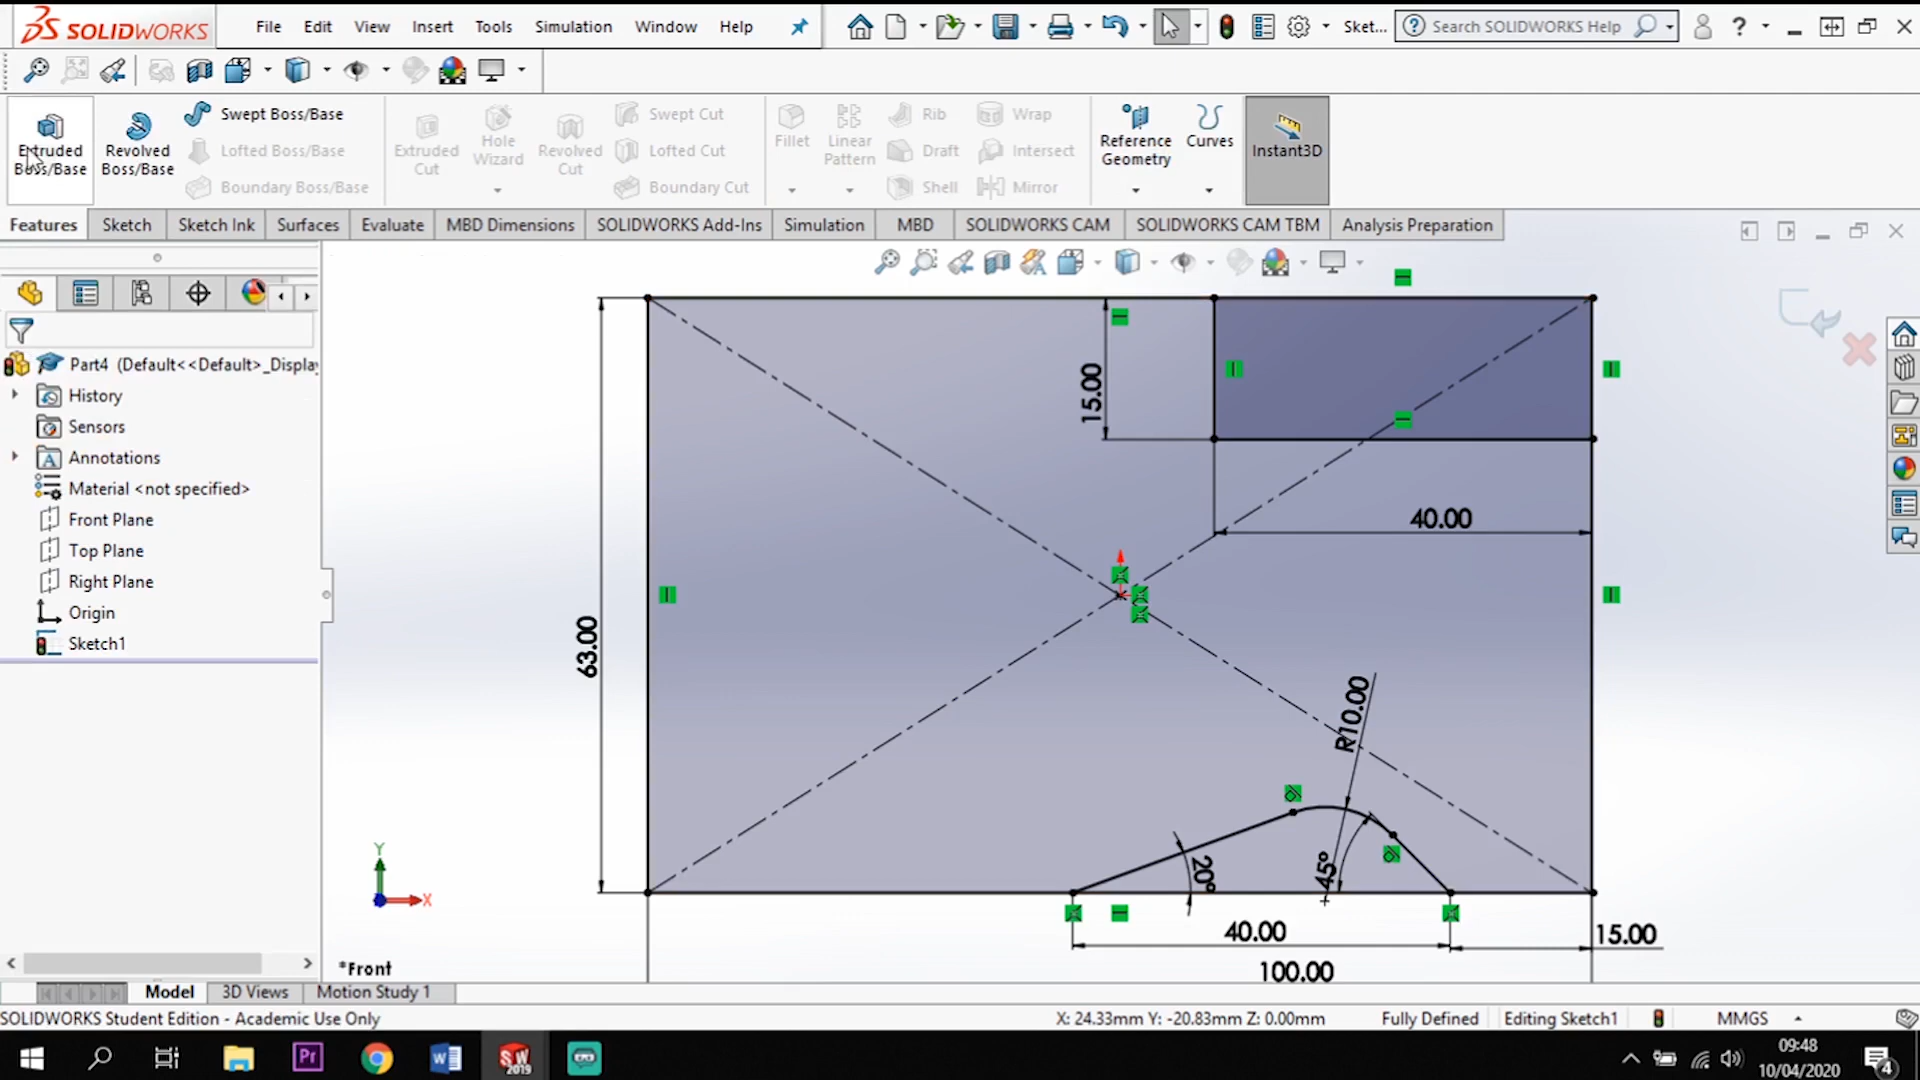 SOLIDWORKS File Edit View Insert Tools Simulation Window Help Sket... Search SOLIDWORKS Help
Extruded Boss/Base
Revolved Boss/Base
Swept Boss/Base
Lofted Boss/Base
Boundary Boss/Base
Extruded Cut
Hole Wizard
Revolved Cut
Swept Cut
Lofted Cut
Boundary Cut
Fillet
Linear Pattern
Rib
Draft
Shell
Wrap
Intersect
Mirror
Reference Geometry
Curves
Instant3D
Features Sketch Sketch Ink Surfaces Evaluate MBD Dimensions SOLIDWORKS Add-Ins Simulation MBD SOLIDWORKS CAM SOLIDWORKS CAM TBM Analysis Preparation
Part4 (Default<<Default>_Displa
History
Sensors
A Annotations
Material <not specified>
Front Plane
Top Plane
Right Plane
Origin
Sketch1
15.00
40.00
63.00
R10.00
20°
45°
40.00
15.00
100.00
Y
X
*Front
Model 3D Views Motion Study 1
SOLIDWORKS Student Edition - Academic Use Only X: 24.33mm Y: -20.83mm Z: 0.00mm Fully Defined Editing Sketch1 MMGS
Pr W SW 2019 09:48
10/04/2020 4